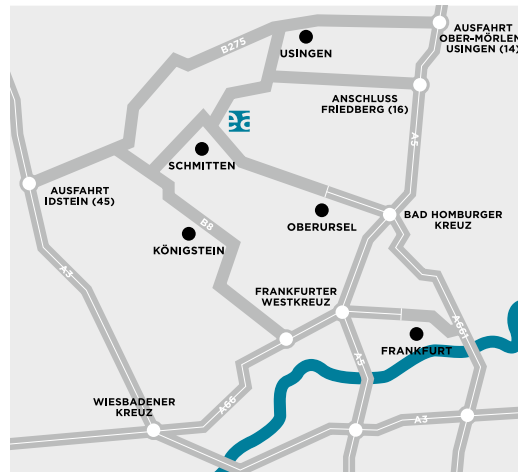 AUSFAHRT
OBER-MÖRLEN
USINGEN (14)
B275
USINGEN
ANSCHLUSS
FRIEDBERG (16)
A5
ea
SCHMITTEN
AUSFAHRT
IDSTEIN (45)
OBERURSEL
BAD HOMBURGER
KREUZ
B8
KÖNIGSTEIN
A3
FRANKFURTER
WESTKREUZ
A661
FRANKFURT
A5
WIESBADENER
KREUZ
A66
A3